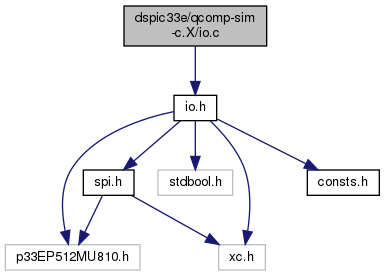 dspic33e/qcomp-sim
-c.X/io.c
io.h
spi.h
stdbool.h
consts.h
p33EP512MU810.h
xc.h